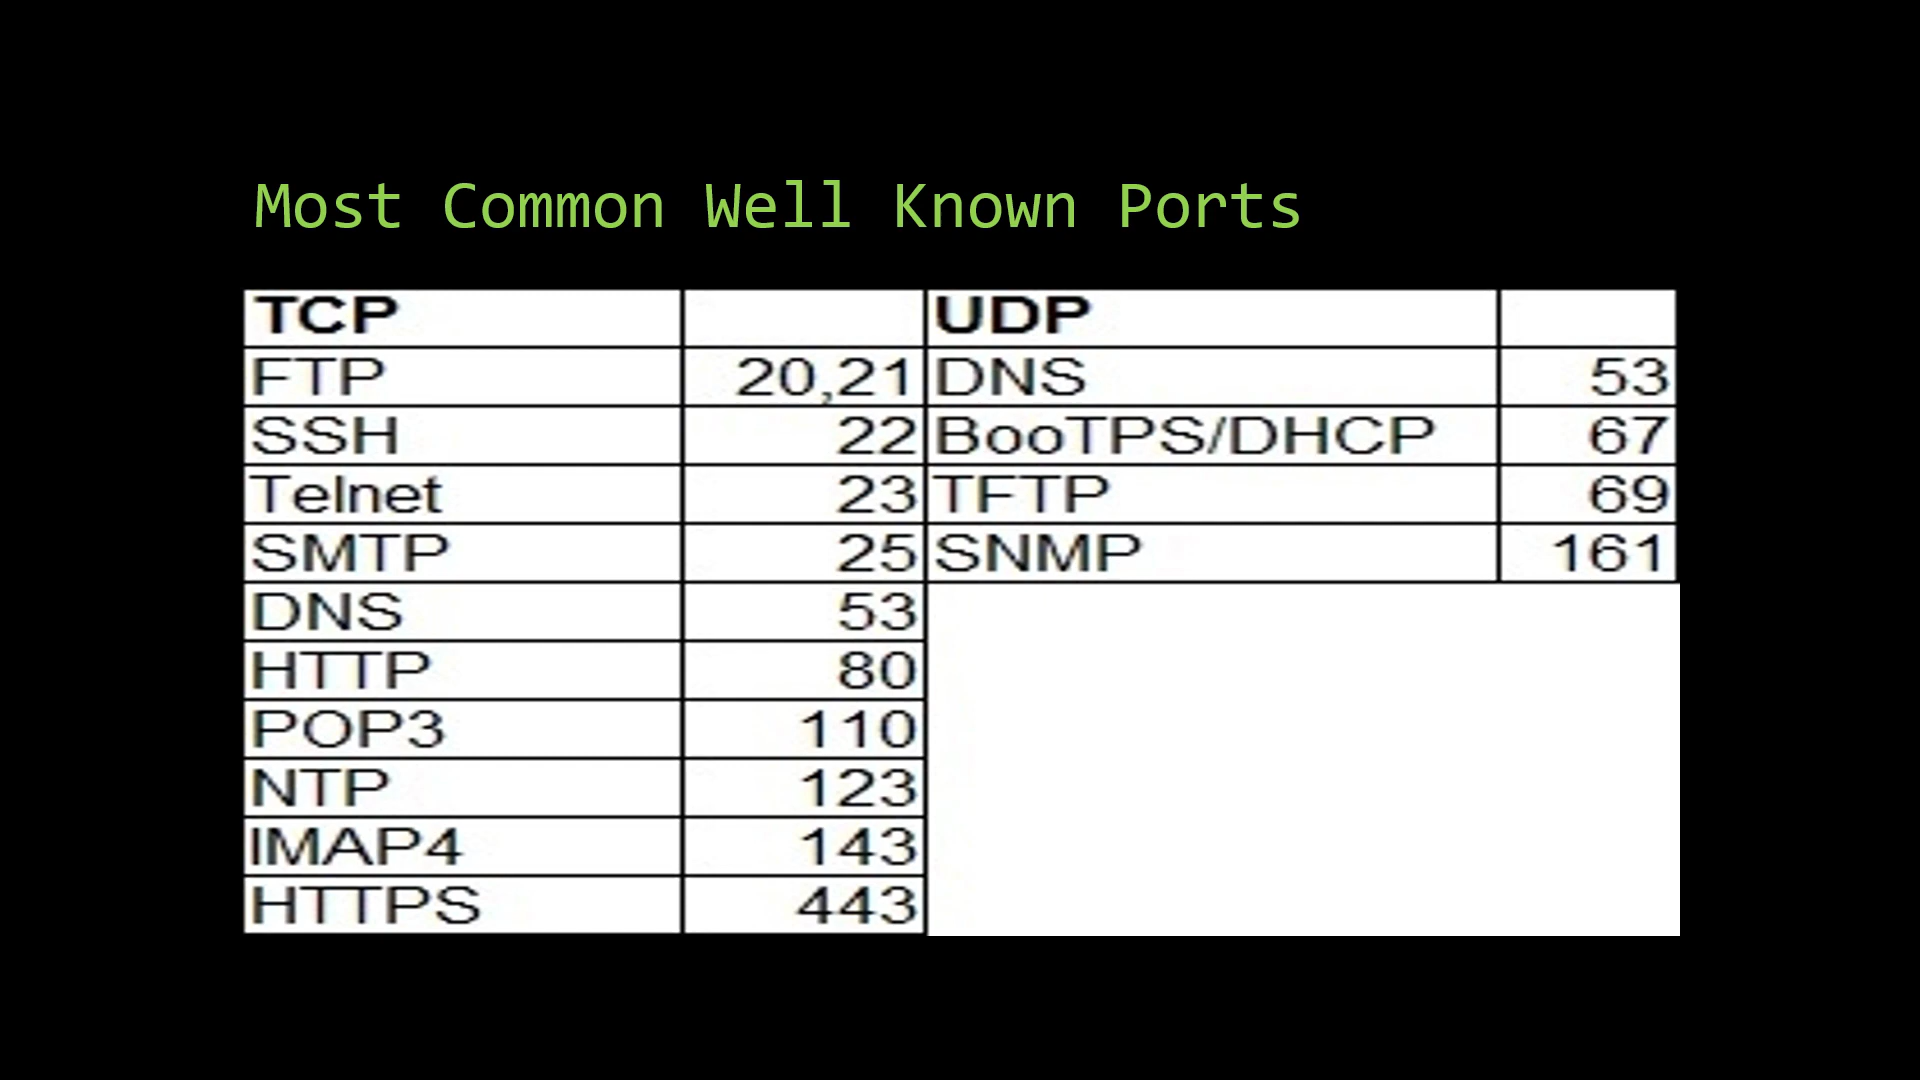 Most Common Well Known Ports
TCP UDP
FTP 20,21 DNS 53
SSH 22 BooTPS/DHCP 67
Telnet 23 TFTP 69
SMTP 25 SNMP 161
DNS 53
HTTP 80
POP3 110
NTP 123
IMAP4 143
HTTPS 443